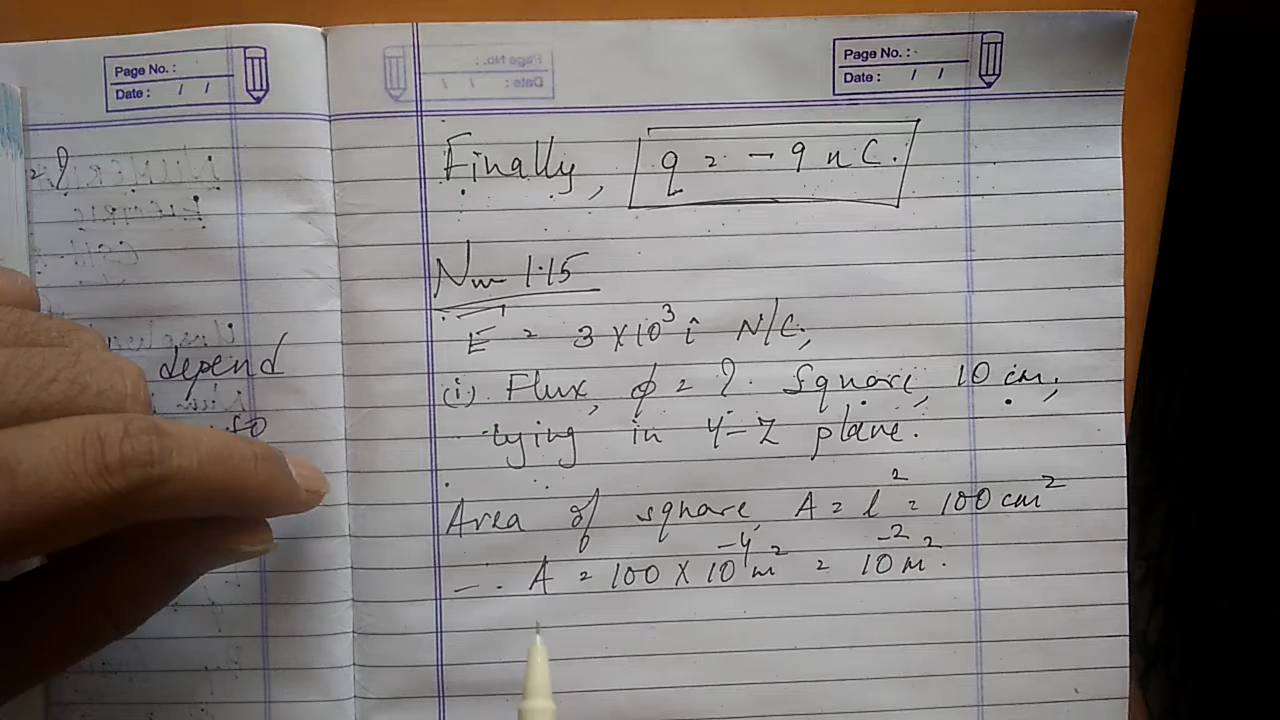 Page No. :
Date : / /
= ?
depend
so
Page No. :
Date : / /
Finally, q = - 9 nC.
Num 1.15
E = 3 X 10³ î N/C,
(i) Flux, ϕ = ? Square, 10 cm,
lying in Y-Z plane.
Area of square, A = l² = 100 cm²
∴ A = 100 X 10⁻⁴ m² = 10⁻² m².